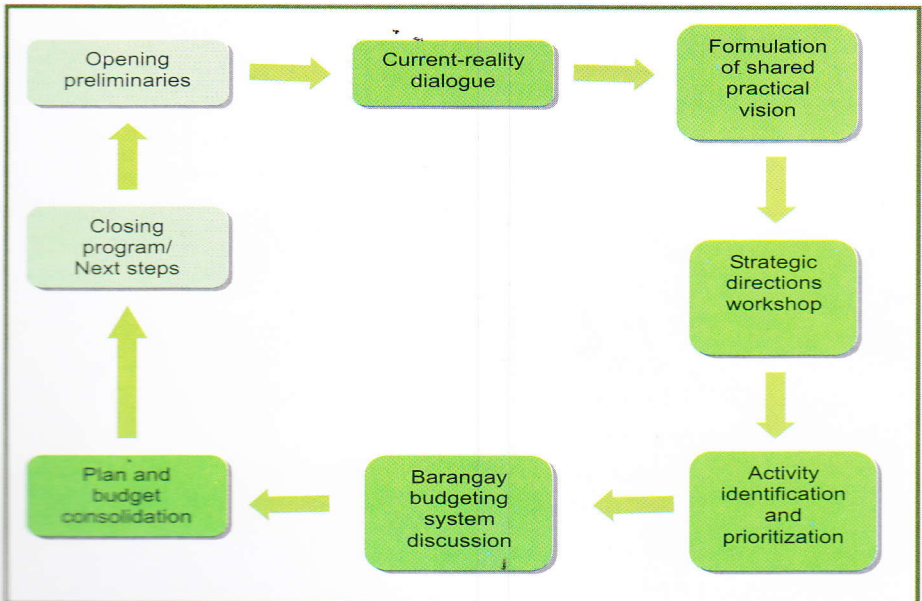 Opening
preliminaries
Current-reality
dialogue
Formulation
of shared
practical
vision
Strategic
directions
workshop
Activity
identification
and
prioritization
Barangay
budgeting
system
discussion
Plan and
budget
consolidation
Closing
program/
Next steps